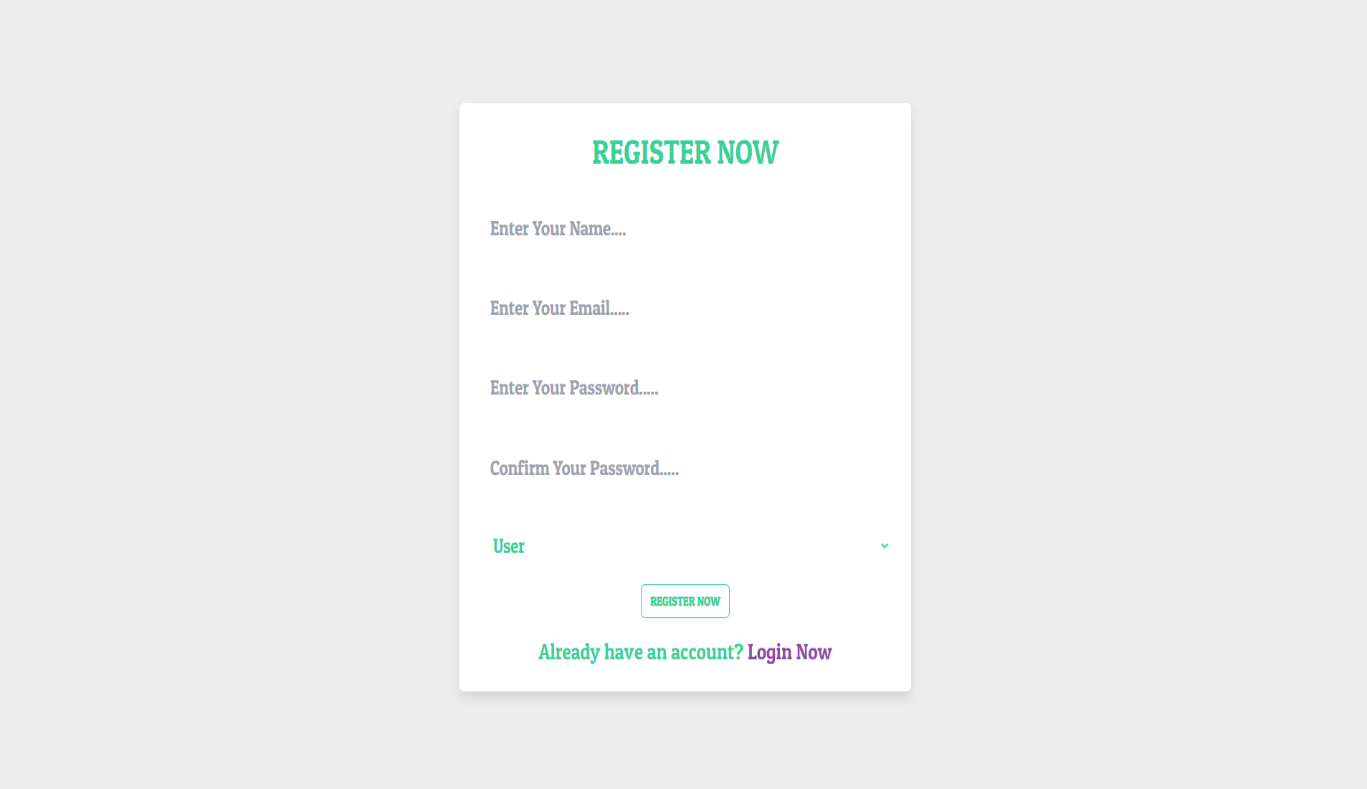 REGISTER NOW
Enter Your Name....
Enter Your Email.....
Enter Your Password.....
Confirm Your Password.....
User
REGISTER NOW
Already have an account? Login Now